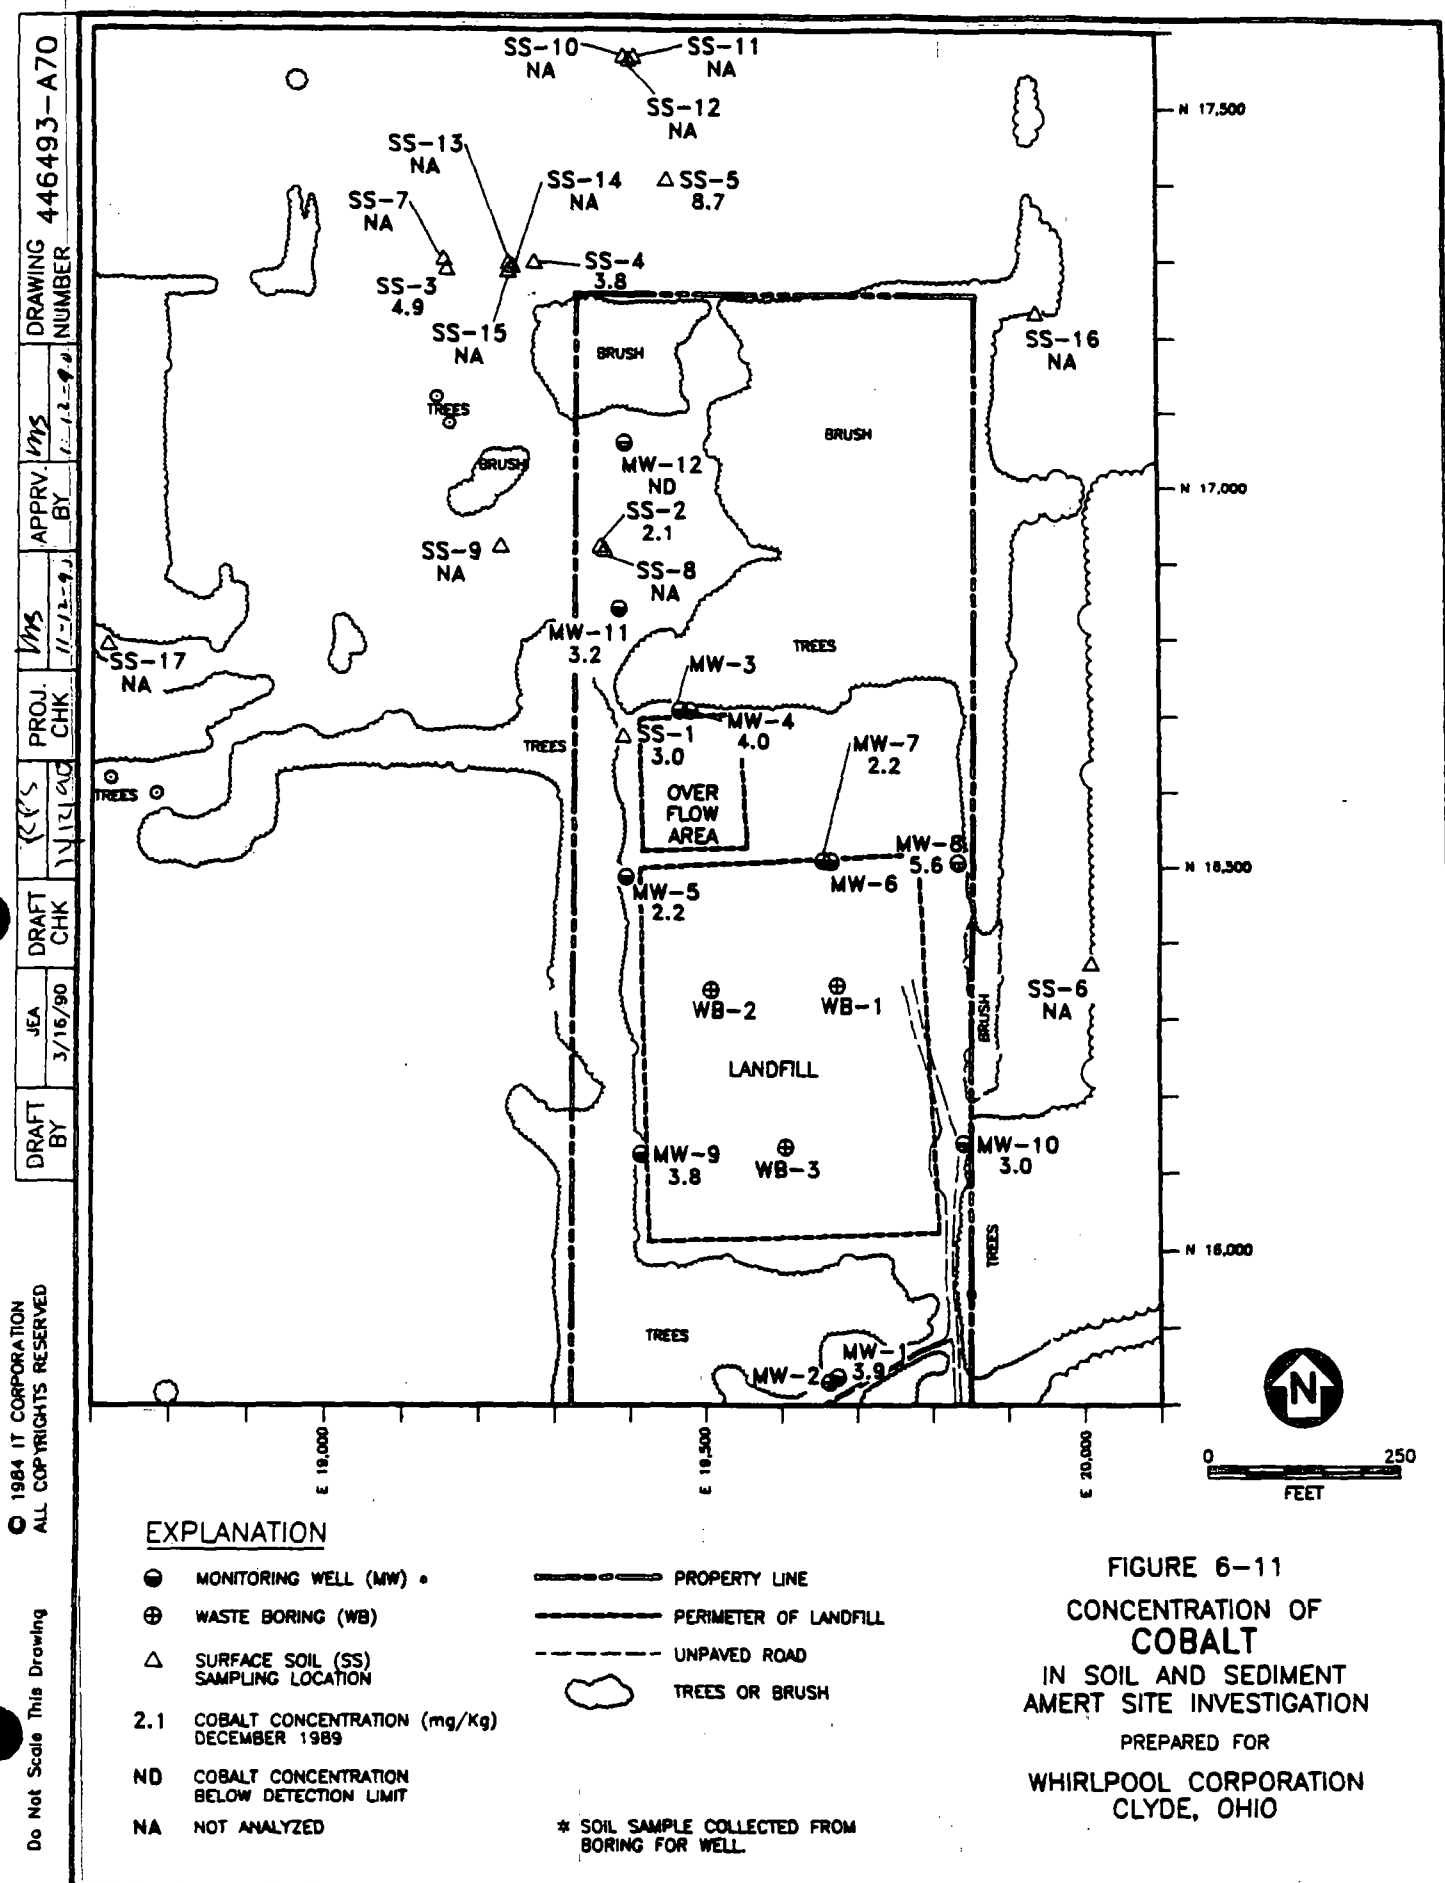 SS-10
NA
SS-11
NA
SS-12
NA
N 17,500
SS-13
NA
SS-14
NA
SS-5
8.7
SS-7
NA
SS-3
4.9
SS-4
3.8
SS-15
NA
SS-16
NA
BRUSH
TREES
BRUSH
BRUSH
MW-12
ND
N 17,000
SS-2
2.1
SS-9
NA
SS-8
NA
MW-11
3.2
TREES
SS-17
NA
MW-3
MW-4
4.0
SS-1
3.0
TREES
MW-7
2.2
TREES
OVER
FLOW
AREA
MW-8
5.6
MW-6
MW-5
2.2
SS-6
NA
WB-2
WB-1
BRUSH
LANDFILL
MW-9
3.8
WB-3
MW-10
3.0
TREES
N 16,000
TREES
MW-1
3.9
MW-2
E 19,000
E 19,500
E 20,000
N
0 250
FEET
DRAWING NUMBER 446493-A70
APPRV. BY
PROJ. CHK
DRAFT CHK
11/12/90
DRAFT BY
JEA
3/16/90
© 1984 IT CORPORATION
ALL COPYRIGHTS RESERVED
Do Not Scale This Drawing
EXPLANATION
MONITORING WELL (MW)
WASTE BORING (WB)
SURFACE SOIL (SS)
SAMPLING LOCATION
2.1 COBALT CONCENTRATION (mg/Kg)
DECEMBER 1989
ND COBALT CONCENTRATION
BELOW DETECTION LIMIT
NA NOT ANALYZED
PROPERTY LINE
PERIMETER OF LANDFILL
UNPAVED ROAD
TREES OR BRUSH
* SOIL SAMPLE COLLECTED FROM
BORING FOR WELL.
FIGURE 6-11
CONCENTRATION OF
COBALT
IN SOIL AND SEDIMENT
AMERT SITE INVESTIGATION
PREPARED FOR
WHIRLPOOL CORPORATION
CLYDE, OHIO